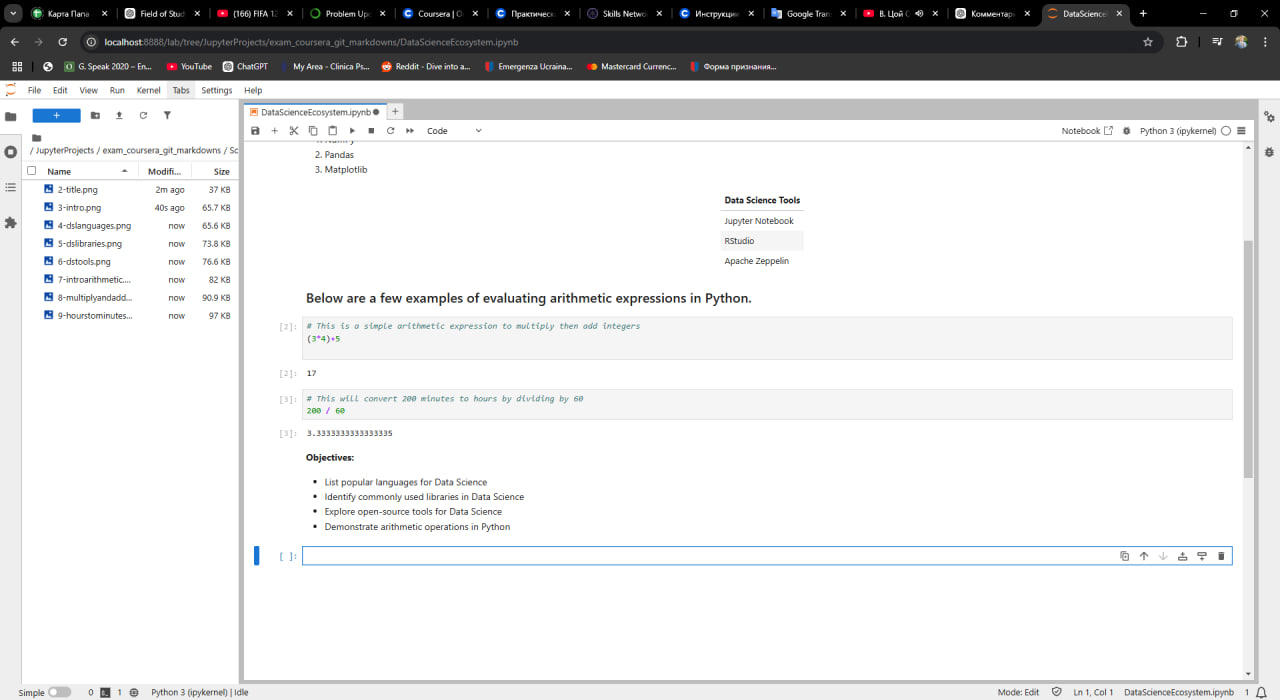 Карта Папа
Field of Stud
(166) FIFA 13
Problem Up
Coursera | O
Практическ
Skills Netwo
Инструкци
Google Tran
В. Цой (
Комментар
DataScience
localhost:8888/lab/tree/JupyterProjects/exam_coursera_git_markdowns/DataScienceEcosystem.ipynb
G. Speak 2020 – En...
YouTube
ChatGPT
My Area - Clinica Ps...
Reddit - Dive into a...
Emergenza Ucraina...
Mastercard Currenc...
Форма признания...
File Edit View Run Kernel Tabs Settings Help
DataScienceEcosystem.ipynb
Code
Notebook
Python 3 (ipykernel)
/ JupyterProjects / exam_coursera_git_markdowns / Sc
Name Modifi... Size
2-title.png 2m ago 37 KB
3-intro.png 40s ago 65.7 KB
4-dslanguages.png now 65.6 KB
5-dslibraries.png now 73.8 KB
6-dstools.png now 76.6 KB
7-introarithmetic.... now 82 KB
8-multiplyandadd... now 90.9 KB
9-hourstominutes... now 97 KB
2. Pandas
3. Matplotlib
Data Science Tools
Jupyter Notebook
RStudio
Apache Zeppelin
Below are a few examples of evaluating arithmetic expressions in Python.
[2]: # This is a simple arithmetic expression to multiply then add integers
(3*4)+5
[2]: 17
[3]: # This will convert 200 minutes to hours by dividing by 60
200 / 60
[3]: 3.3333333333333335
Objectives:
• List popular languages for Data Science
• Identify commonly used libraries in Data Science
• Explore open-source tools for Data Science
• Demonstrate arithmetic operations in Python
[ ]:
Simple 0 1 Python 3 (ipykernel) | Idle
Mode: Edit Ln 1, Col 1 DataScienceEcosystem.ipynb 1